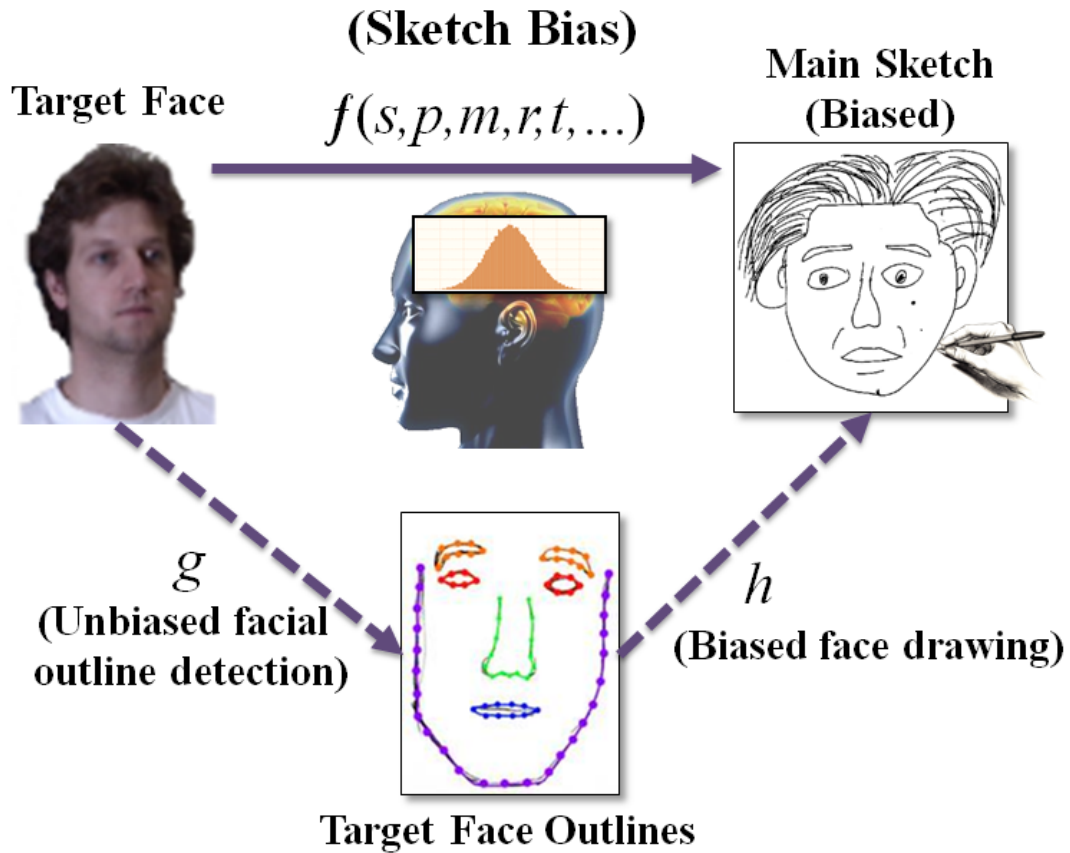 (Sketch Bias)
Target Face
f(s,p,m,r,t,...)
Main Sketch
(Biased)
g
(Unbiased facial
outline detection)
h
(Biased face drawing)
Target Face Outlines